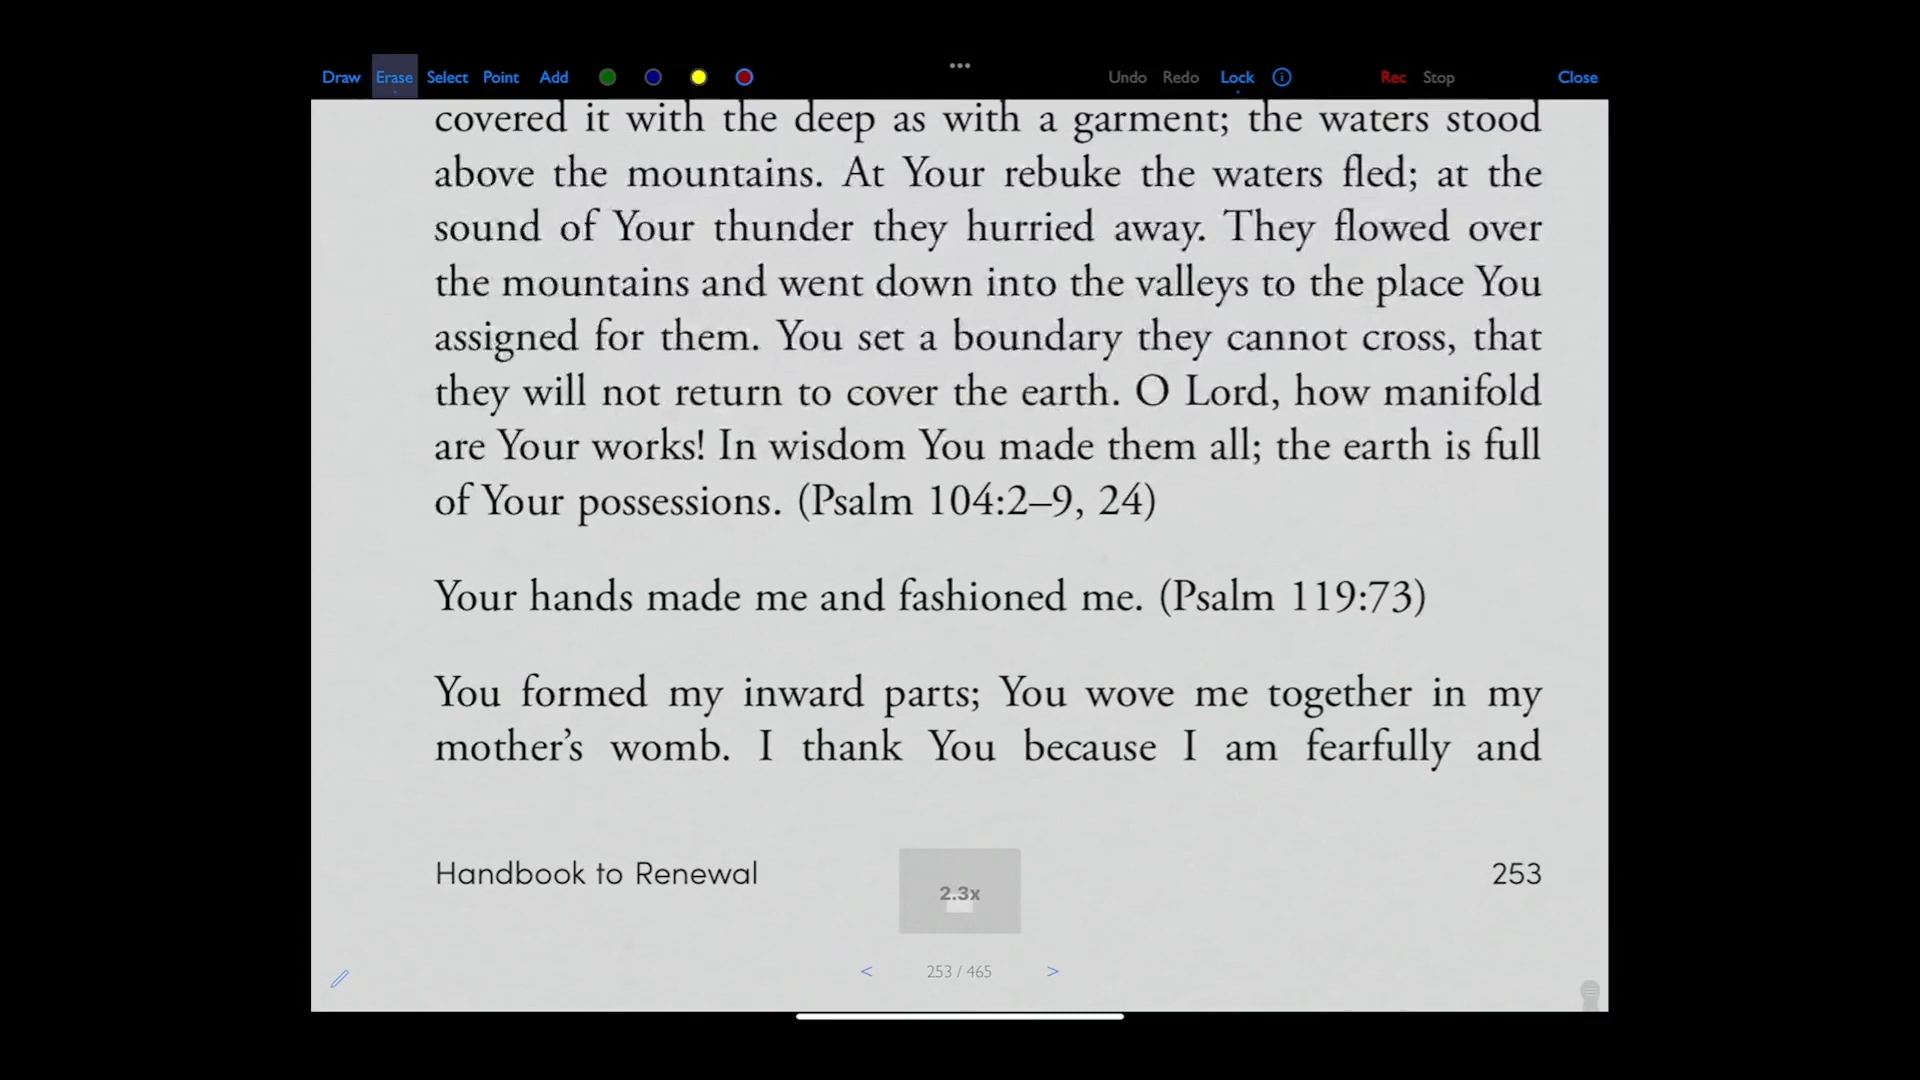 Draw Erase Select Point Add Undo Redo Lock Rec Stop Close
covered it with the deep as with a garment; the waters stood
above the mountains. At Your rebuke the waters fled; at the
sound of Your thunder they hurried away. They flowed over
the mountains and went down into the valleys to the place You
assigned for them. You set a boundary they cannot cross, that
they will not return to cover the earth. O Lord, how manifold
are Your works! In wisdom You made them all; the earth is full
of Your possessions. (Psalm 104:2–9, 24)
Your hands made me and fashioned me. (Psalm 119:73)
You formed my inward parts; You wove me together in my
mother’s womb. I thank You because I am fearfully and
Handbook to Renewal 253
2.3x
< 253 / 465 >